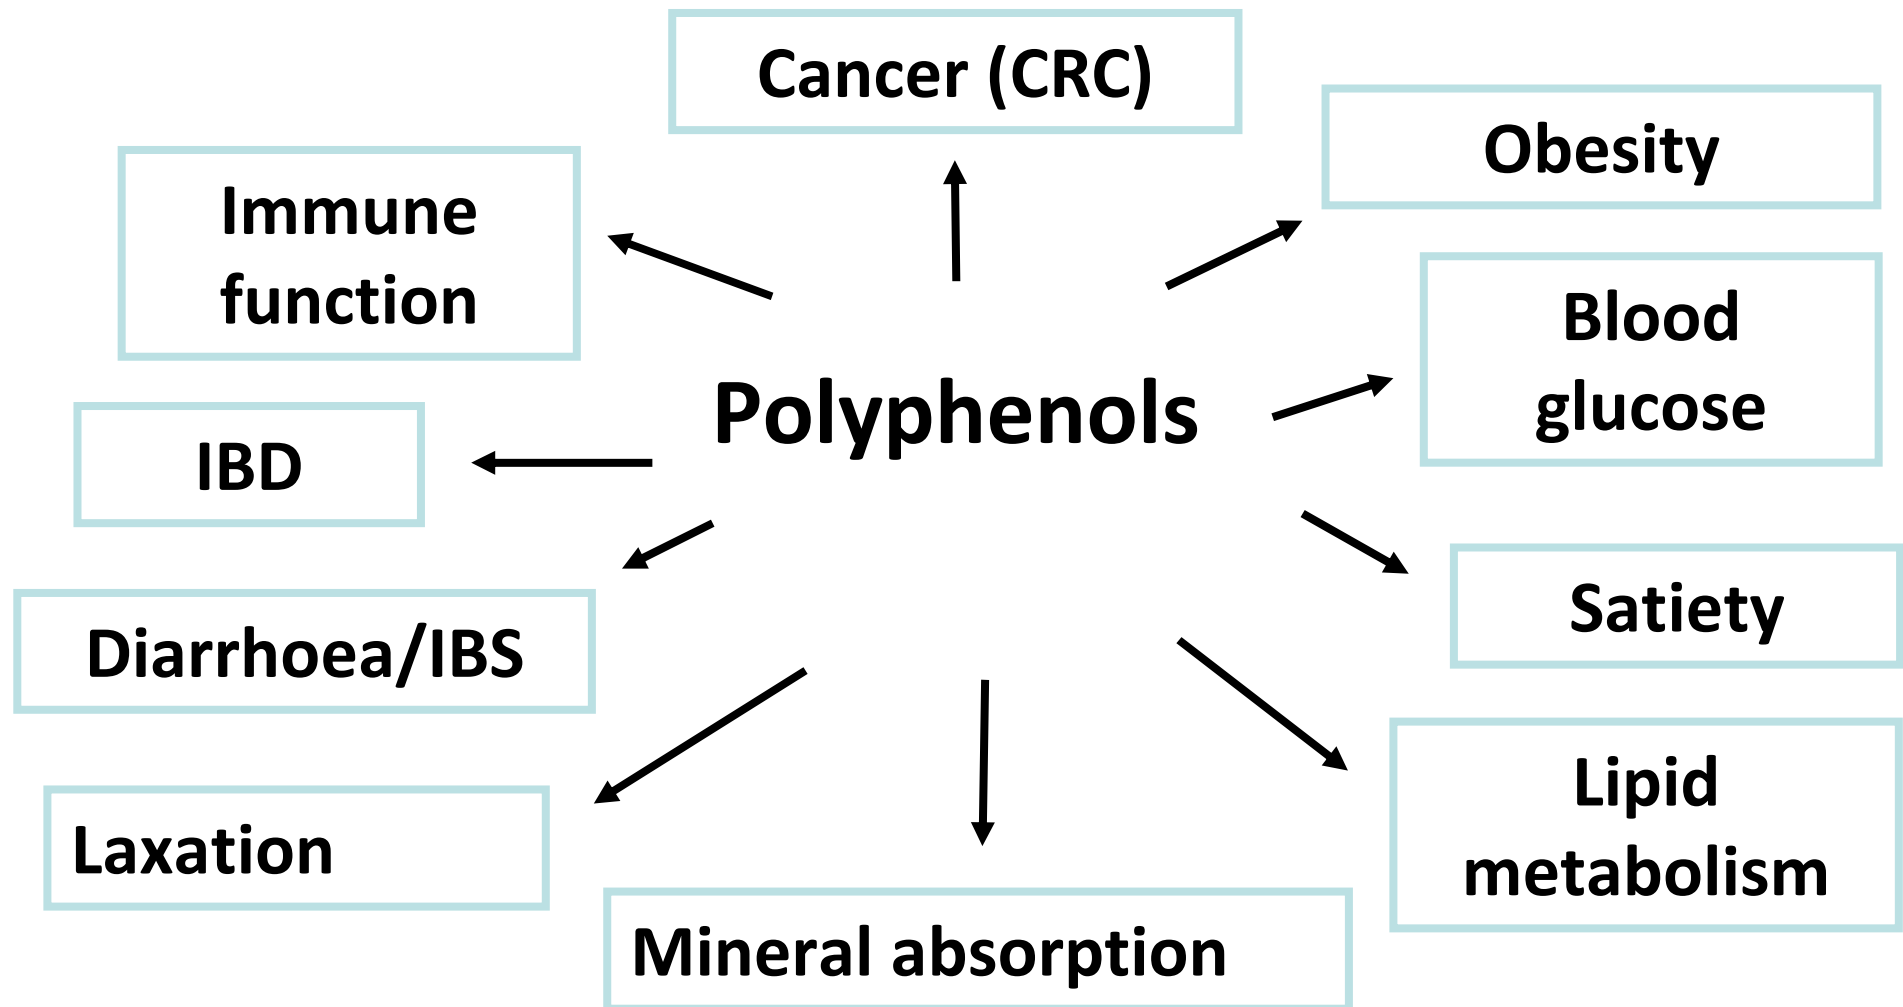 Cancer (CRC)
Obesity
Immune
function
Blood
glucose
Polyphenols
IBD
Satiety
Diarrhoea/IBS
Lipid
metabolism
Laxation
Mineral absorption